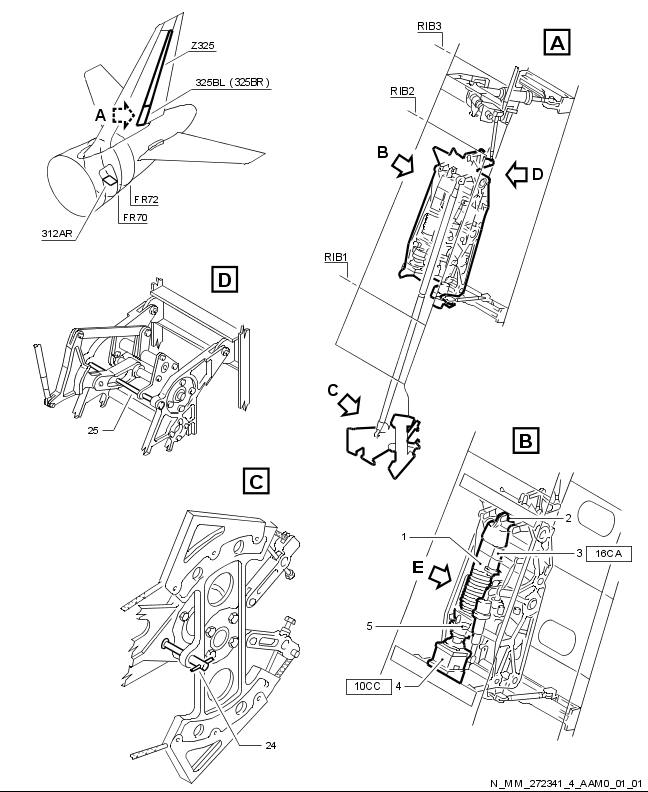 RIB3
A
Z325
325BL (325BR)
A
RIB2
B
D
FR72
FR70
312AR
RIB1
D
C
25
B
C
2
1
3
16CA
E
5
10CC
4
24
N_MM_272341_4_AAM0_01_01